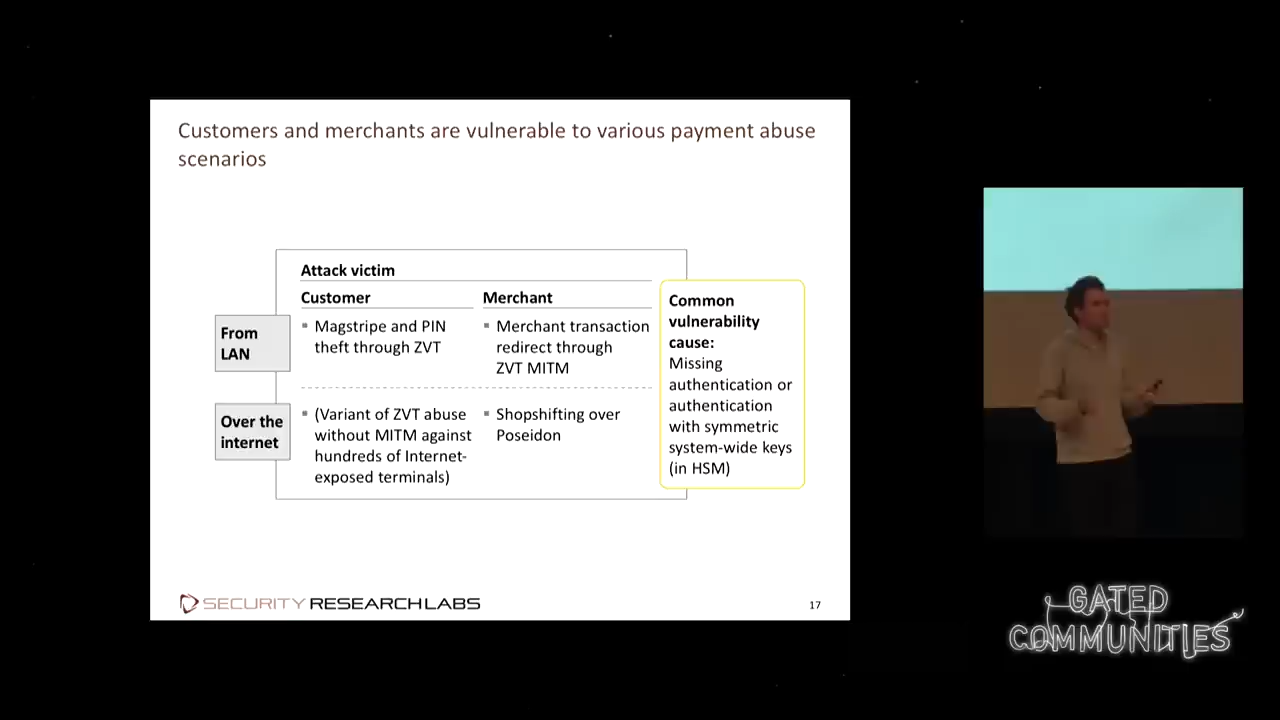 Customers and merchants are vulnerable to various payment abuse
scenarios
Attack victim
Customer
Merchant
From
LAN
▪ Magstripe and PIN
theft through ZVT
▪ Merchant transaction
redirect through
ZVT MITM
Over the
internet
▪ (Variant of ZVT abuse
without MITM against
hundreds of Internet-
exposed terminals)
▪ Shopshifting over
Poseidon
Common
vulnerability
cause:
Missing
authentication or
authentication
with symmetric
system-wide keys
(in HSM)
SECURITY RESEARCH LABS
17
GATED
COMMUNITIES